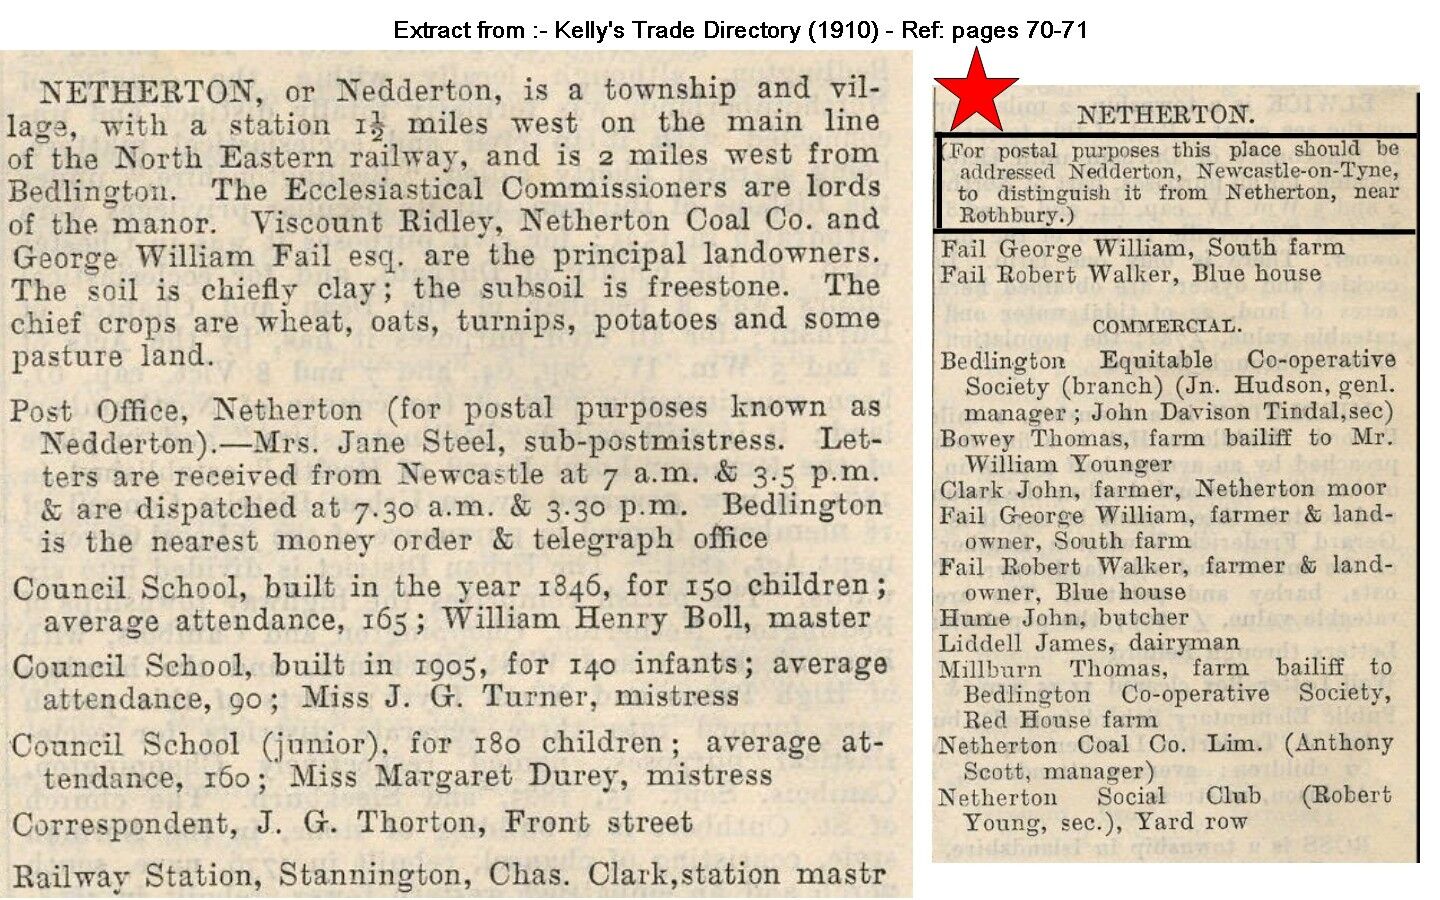 Extract from :- Kelly's Trade Directory (1910) - Ref: pages 70-71
NETHERTON, or Nedderton, is a township and vil-
lage, with a station 1½ miles west on the main line
of the North Eastern railway, and is 2 miles west from
Bedlington. The Ecclesiastical Commissioners are lords
of the manor. Viscount Ridley, Netherton Coal Co. and
George William Fail esq. are the principal landowners.
The soil is chiefly clay; the subsoil is freestone. The
chief crops are wheat, oats, turnips, potatoes and some
pasture land.
Post Office, Netherton (for postal purposes known as
Nedderton).—Mrs. Jane Steel, sub-postmistress. Let-
ters are received from Newcastle at 7 a.m. & 3.5 p.m.
& are dispatched at 7.30 a.m. & 3.30 p.m. Bedlington
is the nearest money order & telegraph office
Council School, built in the year 1846, for 150 children;
average attendance, 165; William Henry Boll, master
Council School, built in 1905, for 140 infants; average
attendance, 90; Miss J. G. Turner, mistress
Council School (junior), for 180 children; average at-
tendance, 160; Miss Margaret Durey, mistress
Correspondent, J. G. Thorton, Front street
Railway Station, Stannington, Chas. Clark,station mastr
NETHERTON.
(For postal purposes this place should be
addressed Nedderton, Newcastle-on-Tyne,
to distinguish it from Netherton, near
Rothbury.)
Fail George William, South farm
Fail Robert Walker, Blue house
COMMERCIAL.
Bedlington Equitable Co-operative
Society (branch) (Jn. Hudson, genl.
manager; John Davison Tindal,sec)
Bowey Thomas, farm bailiff to Mr.
William Younger
Clark John, farmer, Netherton moor
Fail George William, farmer & land-
owner, South farm
Fail Robert Walker, farmer & land-
owner, Blue house
Hume John, butcher
Liddell James, dairyman
Millburn Thomas, farm bailiff to
Bedlington Co-operative Society,
Red House farm
Netherton Coal Co. Lim. (Anthony
Scott, manager)
Netherton Social Club (Robert
Young, sec.), Yard row